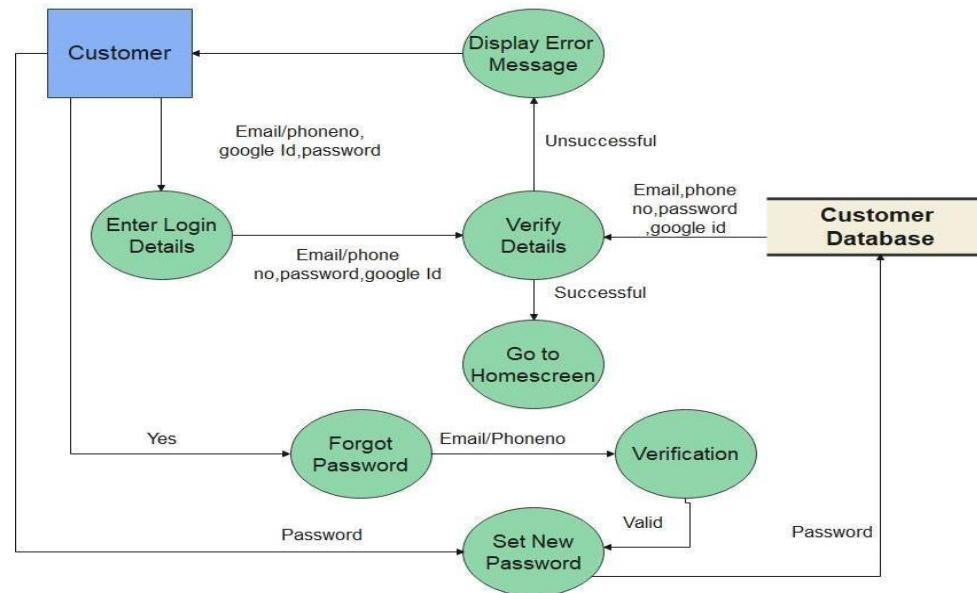 Customer
Display Error
Message
Email/phoneno,
google Id,password
Unsuccessful
Enter Login
Details
Email/phone
no,password,google Id
Verify
Details
Email,phone
no,password
,google id
Customer
Database
Successful
Go to
Homescreen
Yes
Forgot
Password
Email/Phoneno
Verification
Valid
Password
Set New
Password
Password